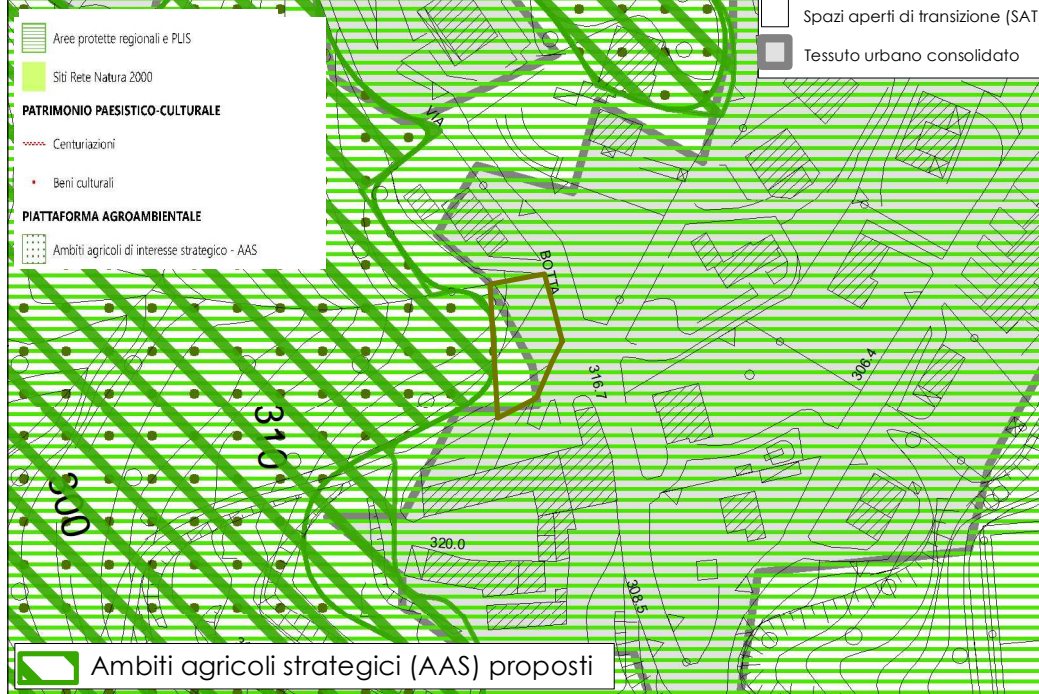 Aree protette regionali e PLIS
Siti Rete Natura 2000
PATRIMONIO PAESISTICO-CULTURALE
Centuriazioni
Beni culturali
PIATTAFORMA AGROAMBIENTALE
Ambiti agricoli di interesse strategico - AAS
Spazi aperti di transizione (SAT
Tessuto urbano consolidato
VIA
BOTTA
316.7
306.4
310
300
320.0
308.5
Ambiti agricoli strategici (AAS) proposti